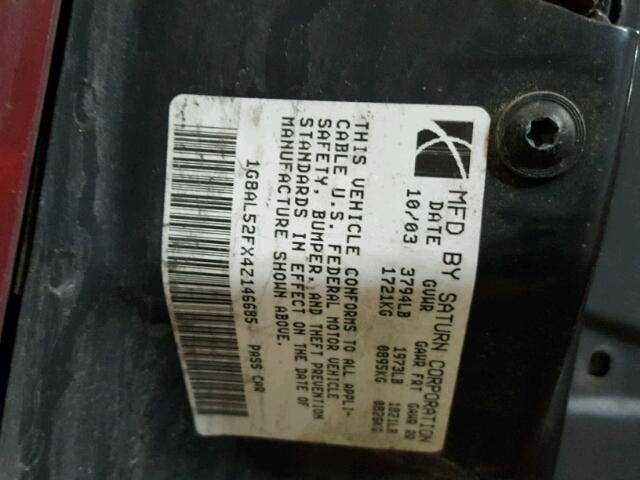 MFD BY SATURN CORPORATION
DATE GVWR GAWR FRT GAWR RR
10/03 3794LB 1973LB 1821LB
1721KG 0895KG 0826KG
THIS VEHICLE CONFORMS TO ALL APPLI-
CABLE U.S. FEDERAL MOTOR VEHICLE
SAFETY, BUMPER, AND THEFT PREVENTION
STANDARDS IN EFFECT ON THE DATE OF
MANUFACTURE SHOWN ABOVE.
1G8AL52FX4Z146685 PASS CAR